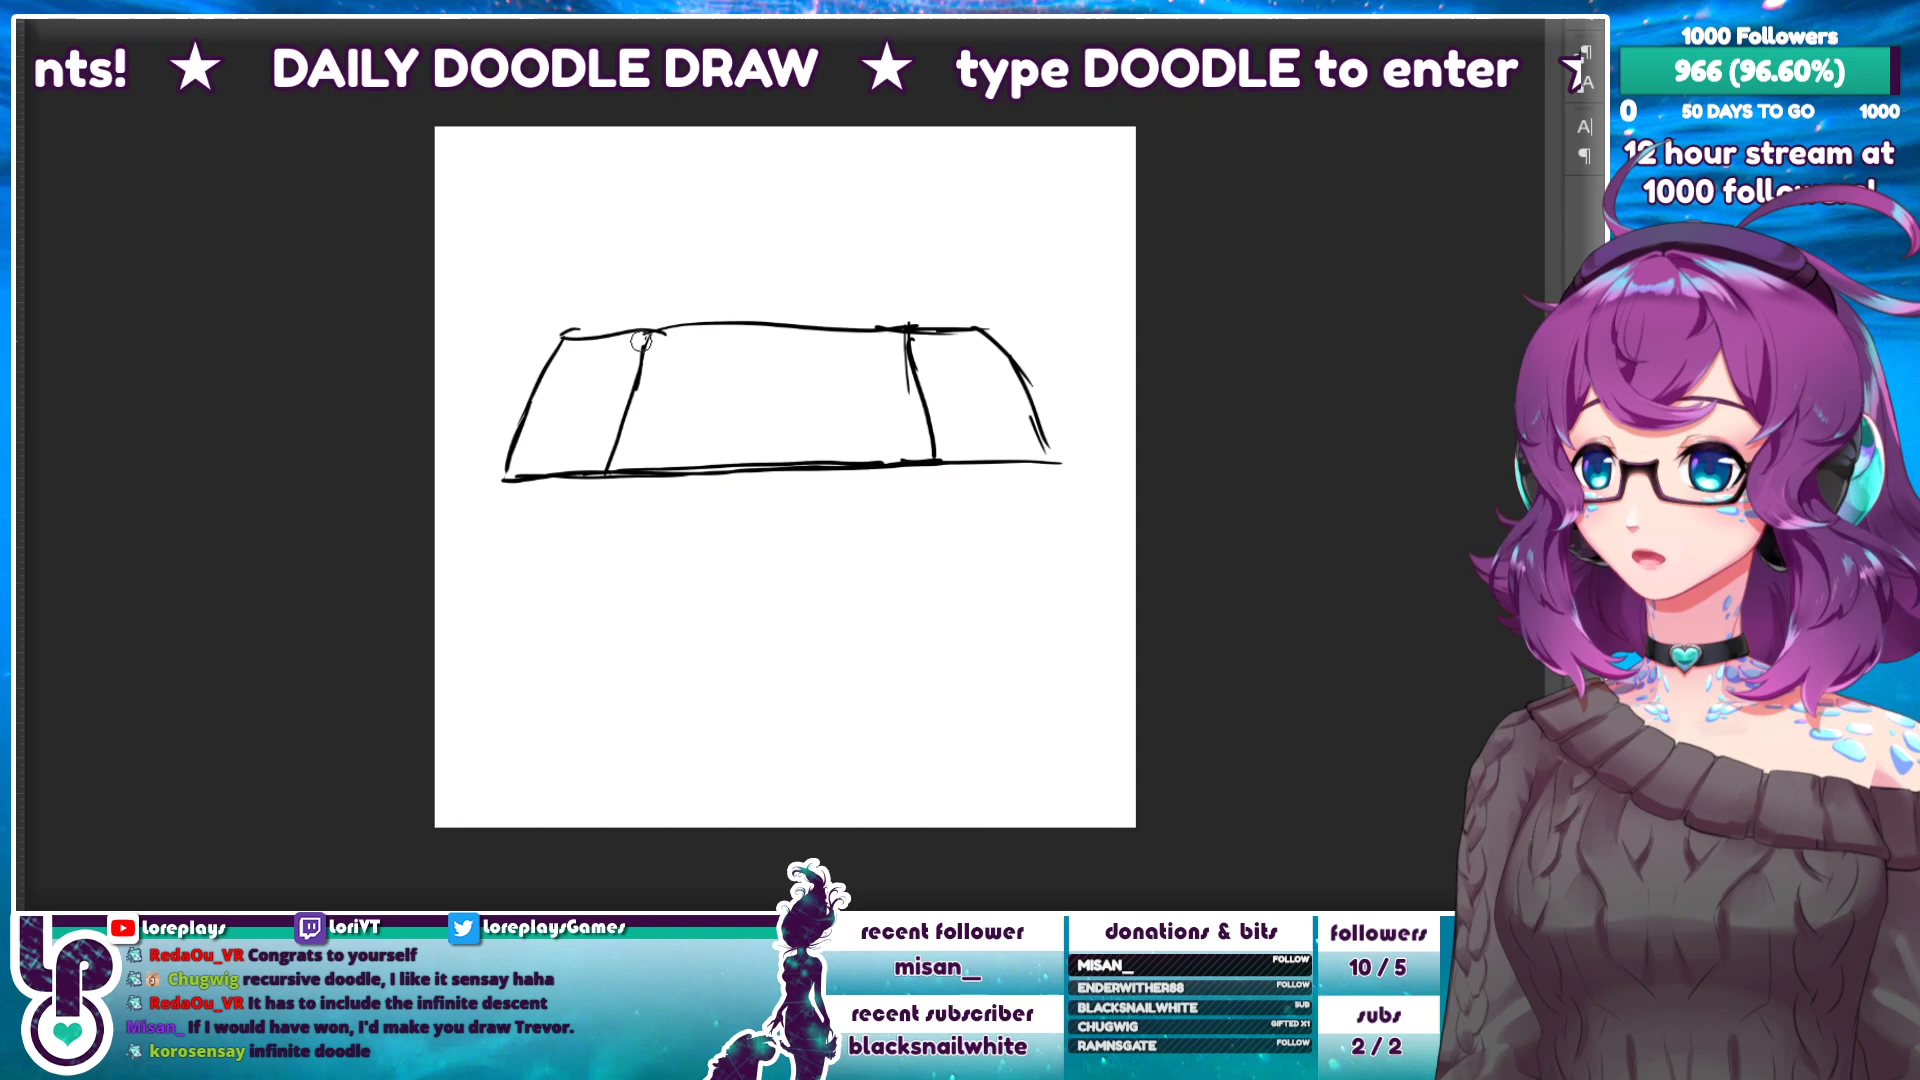 nts! ★ DAILY DOODLE DRAW ★ type DOODLE to enter
1000 Followers
966 (96.60%)
0 50 DAYS TO GO 1000
12 hour stream at
1000
Loreplays LoriVT LoreplaysGames
RedaOu_VR Congrats to yourself
Chugwig recursive doodle, I like it sensay haha
RedaOu_VR It has to include the infinite descent
Misan_ If I would have won, I'd make you draw Trevor.
korosensay infinite doodle
recent follower
misan__
recent subscriber
blacksnailwhite
donations & bits
MISAN__ FOLLOW
ENDERWITHER88 FOLLOW
BLACKSNAILWHITE SUB
CHUGWIG GIFTED X1
RAMNSGATE FOLLOW
followers
10 / 5
subs
2 / 2